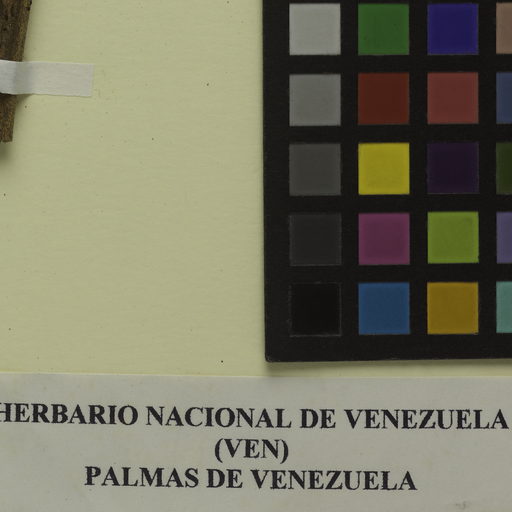 HERBARIO NACIONAL DE VENEZUELA
(VEN)
PALMAS DE VENEZUELA